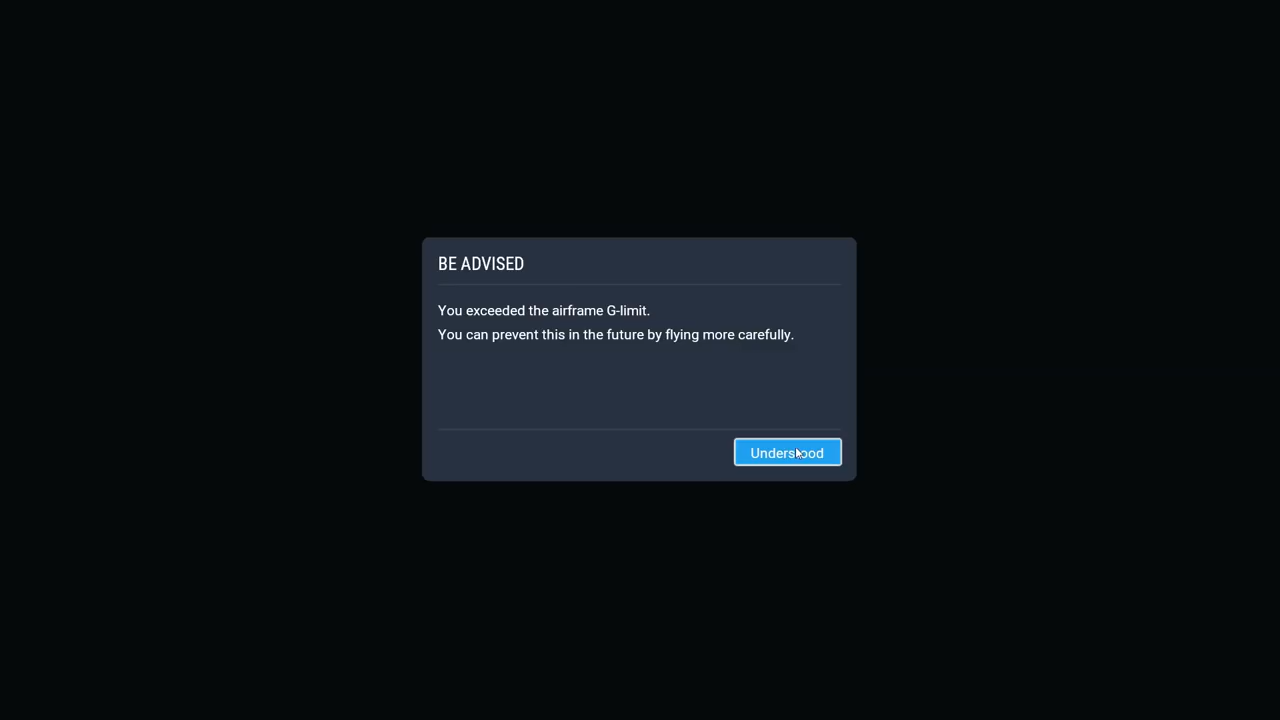 BE ADVISED
You exceeded the airframe G-limit.
You can prevent this in the future by flying more carefully.
Understood